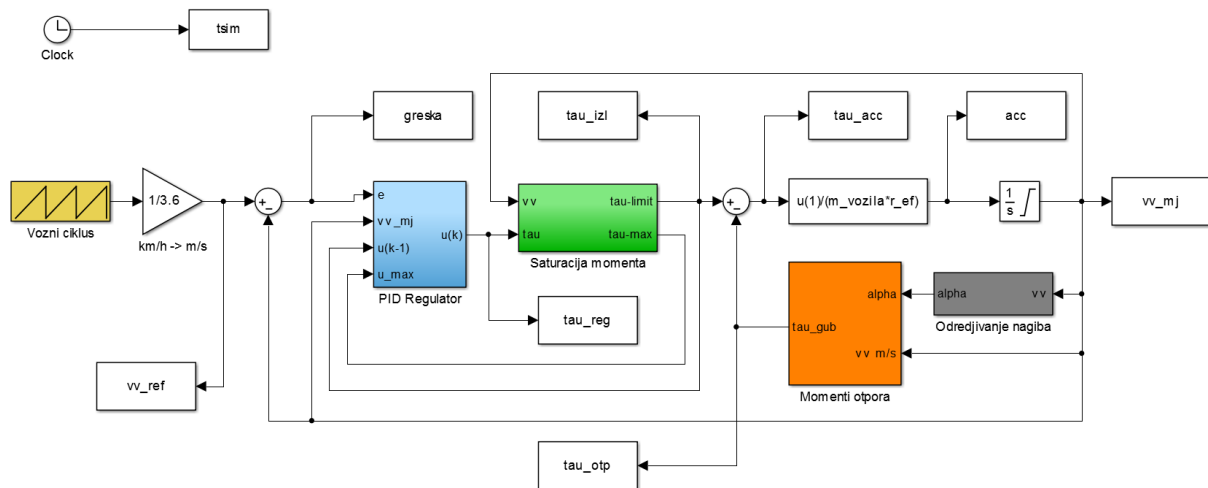 tsim
Clock
greska
tau_izl
tau_acc
acc
Vozni ciklus
1/3.6
km/h -> m/s
+
-
e
vv_mj
u(k-1)
u_max
u(k)
PID Regulator
vv
tau
tau-limit
tau-max
Saturacija momenta
+
-
u(1)/(m_vozila*r_ef)
1
s
vv_mj
tau_reg
alpha
tau_gub
vv m/s
Momenti otpora
alpha
vv
Odredjivanje nagiba
vv_ref
tau_otp